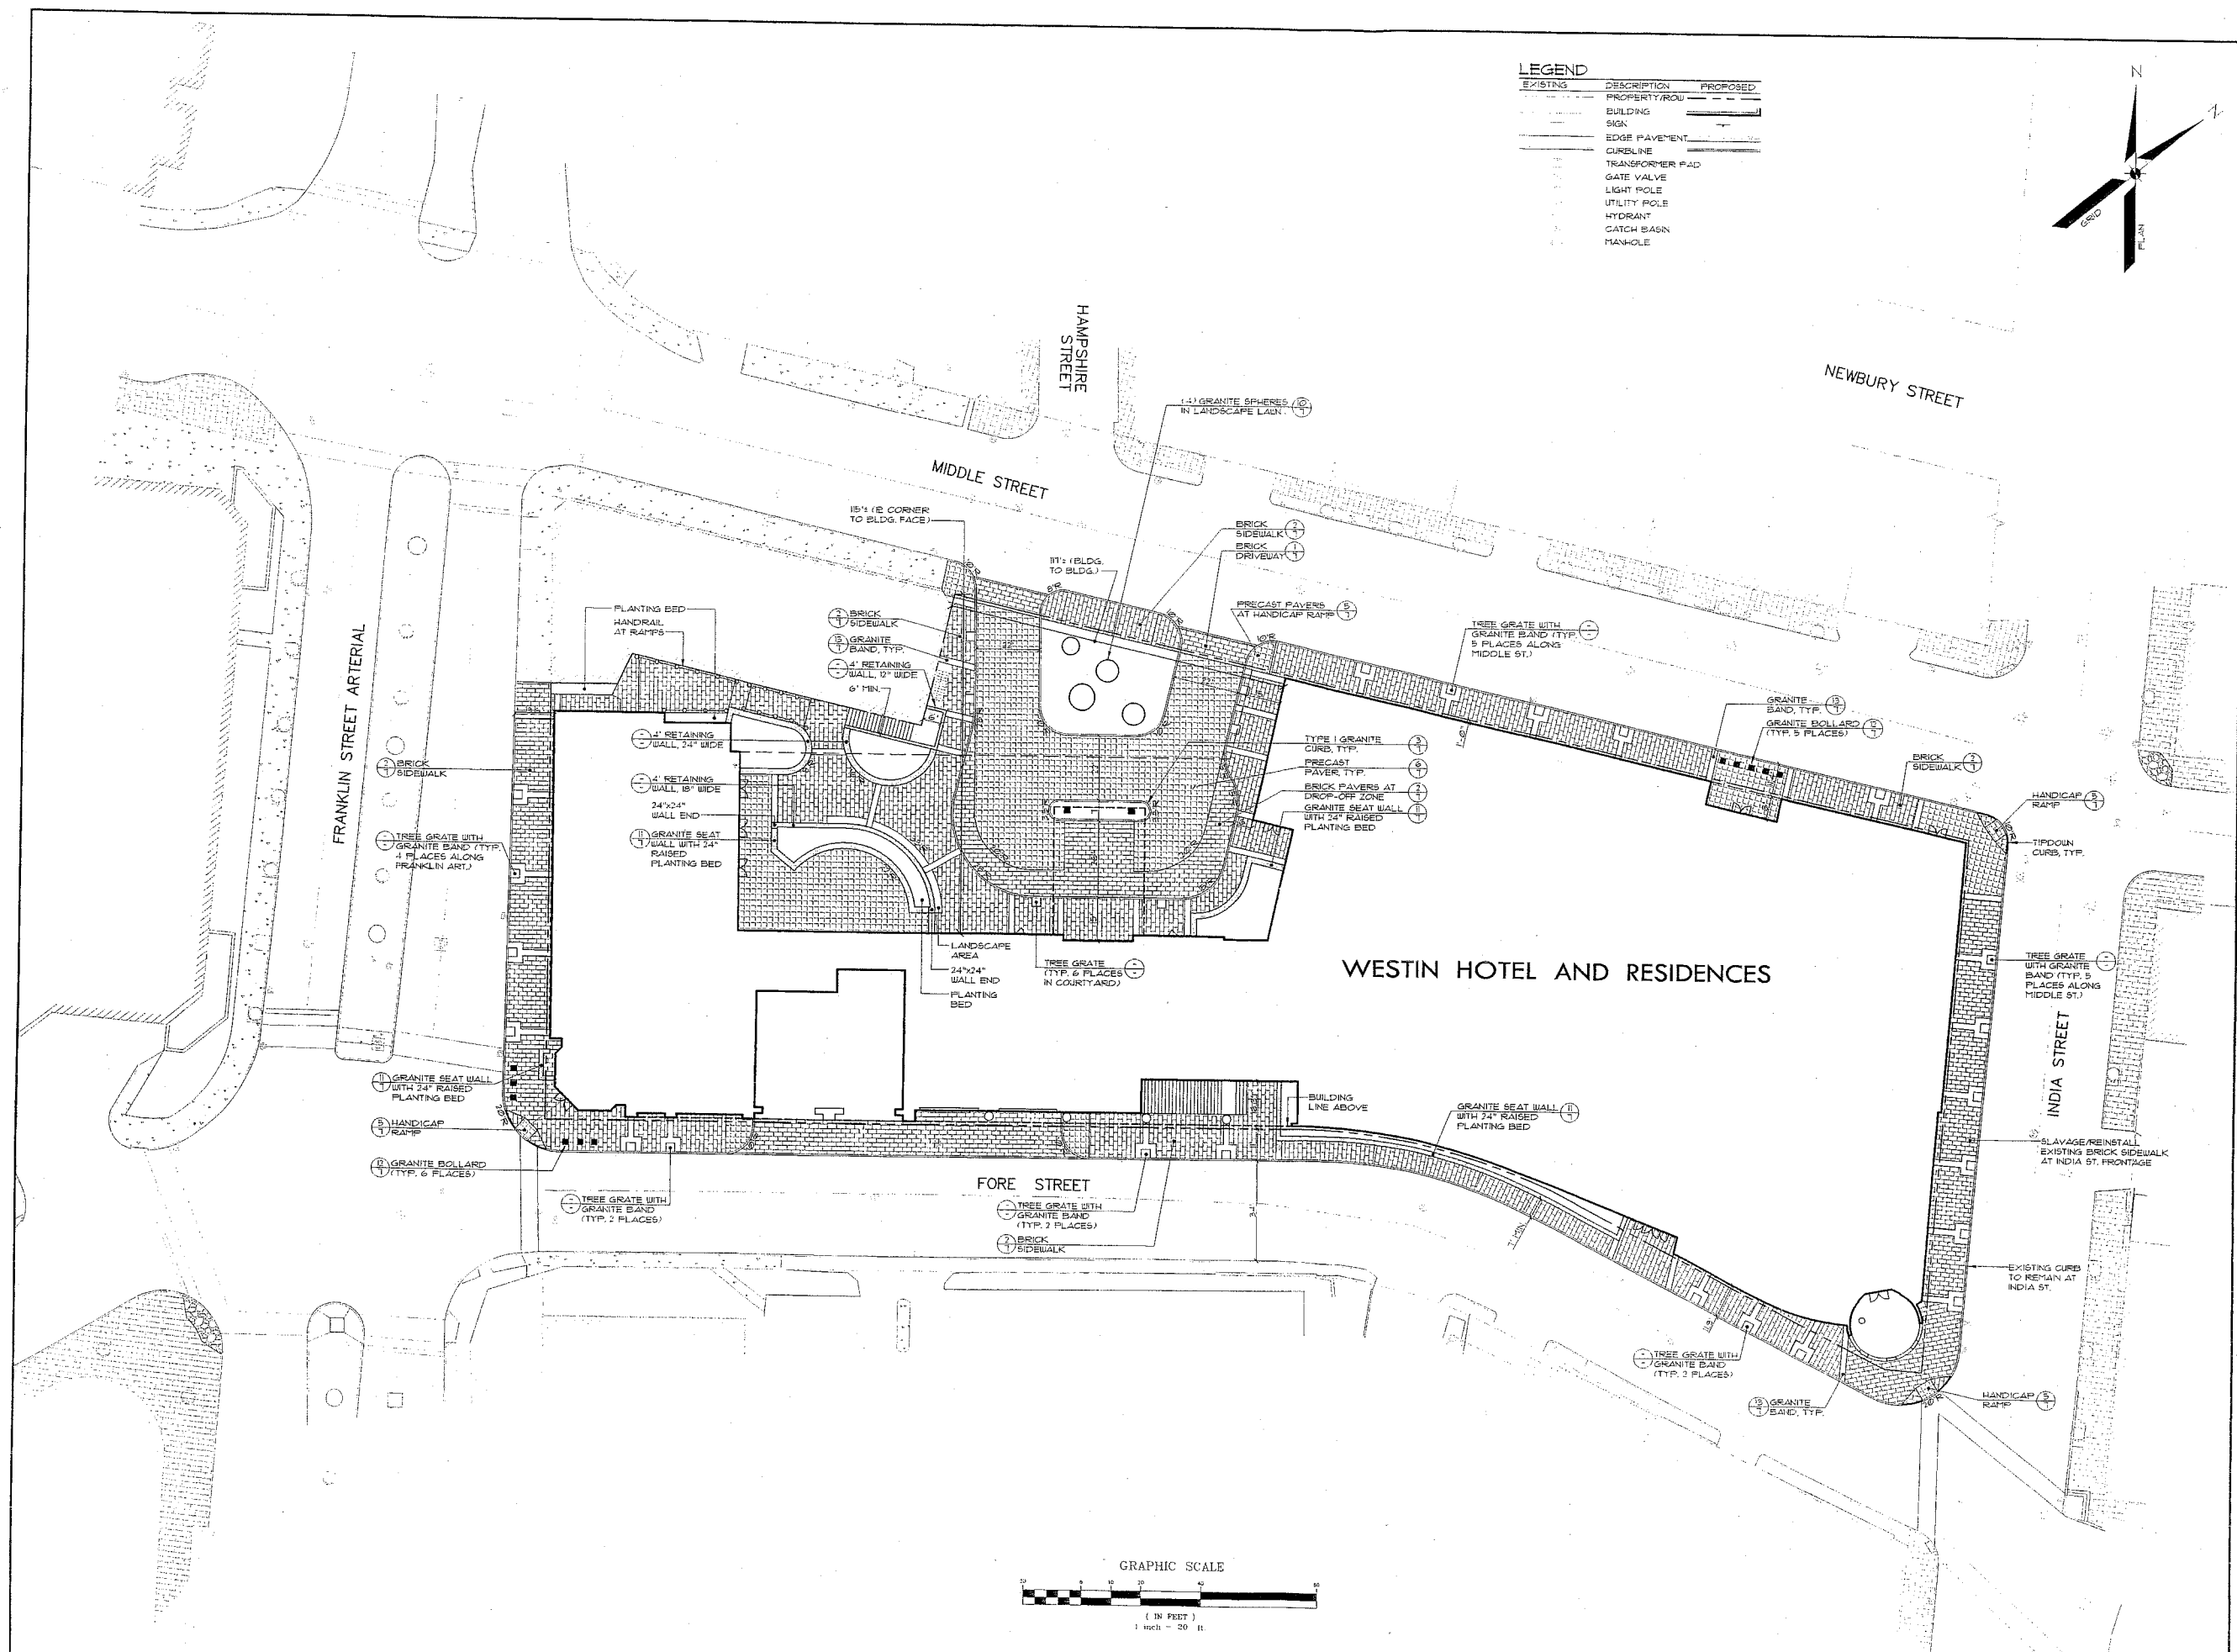 LEGEND
EXISTING DESCRIPTION PROPOSED
PROPERTY/ROW
BUILDING
SIGN
EDGE PAVEMENT
CURBLINE
TRANSFORMER PAD
GATE VALVE
LIGHT POLE
UTILITY POLE
HYDRANT
CATCH BASIN
MANHOLE
N
GRID
PLAN
HAMPSHIRE
STREET
NEWBURY STREET
MIDDLE STREET
FRANKLIN STREET ARTERIAL
INDIA STREET
FORE STREET
WESTIN HOTEL AND RESIDENCES
(4) GRANITE SPHERES
IN LANDSCAPE LAWN.
TO BLDG. FACE)
117'± (BLDG.
TO BLDG.)
BRICK
SIDEWALK
BRICK
DRIVEWAY
PRECAST PAVERS
AT HANDICAP RAMP
TREE GRATE WITH
GRANITE BAND (TYP.
5 PLACES ALONG
MIDDLE ST.)
GRANITE
BAND, TYP.
GRANITE BOLLARD
(TYP. 5 PLACES)
BRICK
SIDEWALK
HANDICAP
RAMP
TIPDOWN
CURB, TYP.
PLANTING BED
HANDRAIL
AT RAMPS
BRICK
SIDEWALK
GRANITE
BAND, TYP.
4' RETAINING
WALL, 12" WIDE
6' MIN.
4' RETAINING
WALL, 24" WIDE
4' RETAINING
WALL, 18" WIDE
24"x24"
WALL END
GRANITE SEAT
WALL WITH 24"
RAISED
PLANTING BED
BRICK
SIDEWALK
TREE GRATE WITH
GRANITE BAND (TYP.
4 PLACES ALONG
FRANKLIN ART.)
TYPE 1 GRANITE
CURB, TYP.
PRECAST
PAVER, TYP.
BRICK PAVERS AT
DROP-OFF ZONE
GRANITE SEAT WALL
WITH 24" RAISED
PLANTING BED
LANDSCAPE
AREA
24"x24"
WALL END
PLANTING
BED
TREE GRATE
(TYP. 6 PLACES
IN COURTYARD)
TREE GRATE
WITH GRANITE
BAND (TYP. 5
PLACES ALONG
MIDDLE ST.)
GRANITE SEAT WALL
WITH 24" RAISED
PLANTING BED
HANDICAP
RAMP
GRANITE BOLLARD
(TYP. 6 PLACES)
BUILDING
LINE ABOVE
GRANITE SEAT WALL
WITH 24" RAISED
PLANTING BED
SLAVAGE/REINSTALL
EXISTING BRICK SIDEWALK
AT INDIA ST. FRONTAGE
TREE GRATE WITH
GRANITE BAND
(TYP. 2 PLACES)
TREE GRATE WITH
GRANITE BAND
(TYP. 2 PLACES)
BRICK
SIDEWALK
7' MIN.
EXISTING CURB
TO REMAIN AT
INDIA ST.
TREE GRATE WITH
GRANITE BAND
GRANITE
BAND, TYP.
HANDICAP
RAMP
GRAPHIC SCALE
( IN FEET )
1 inch = 20 ft.